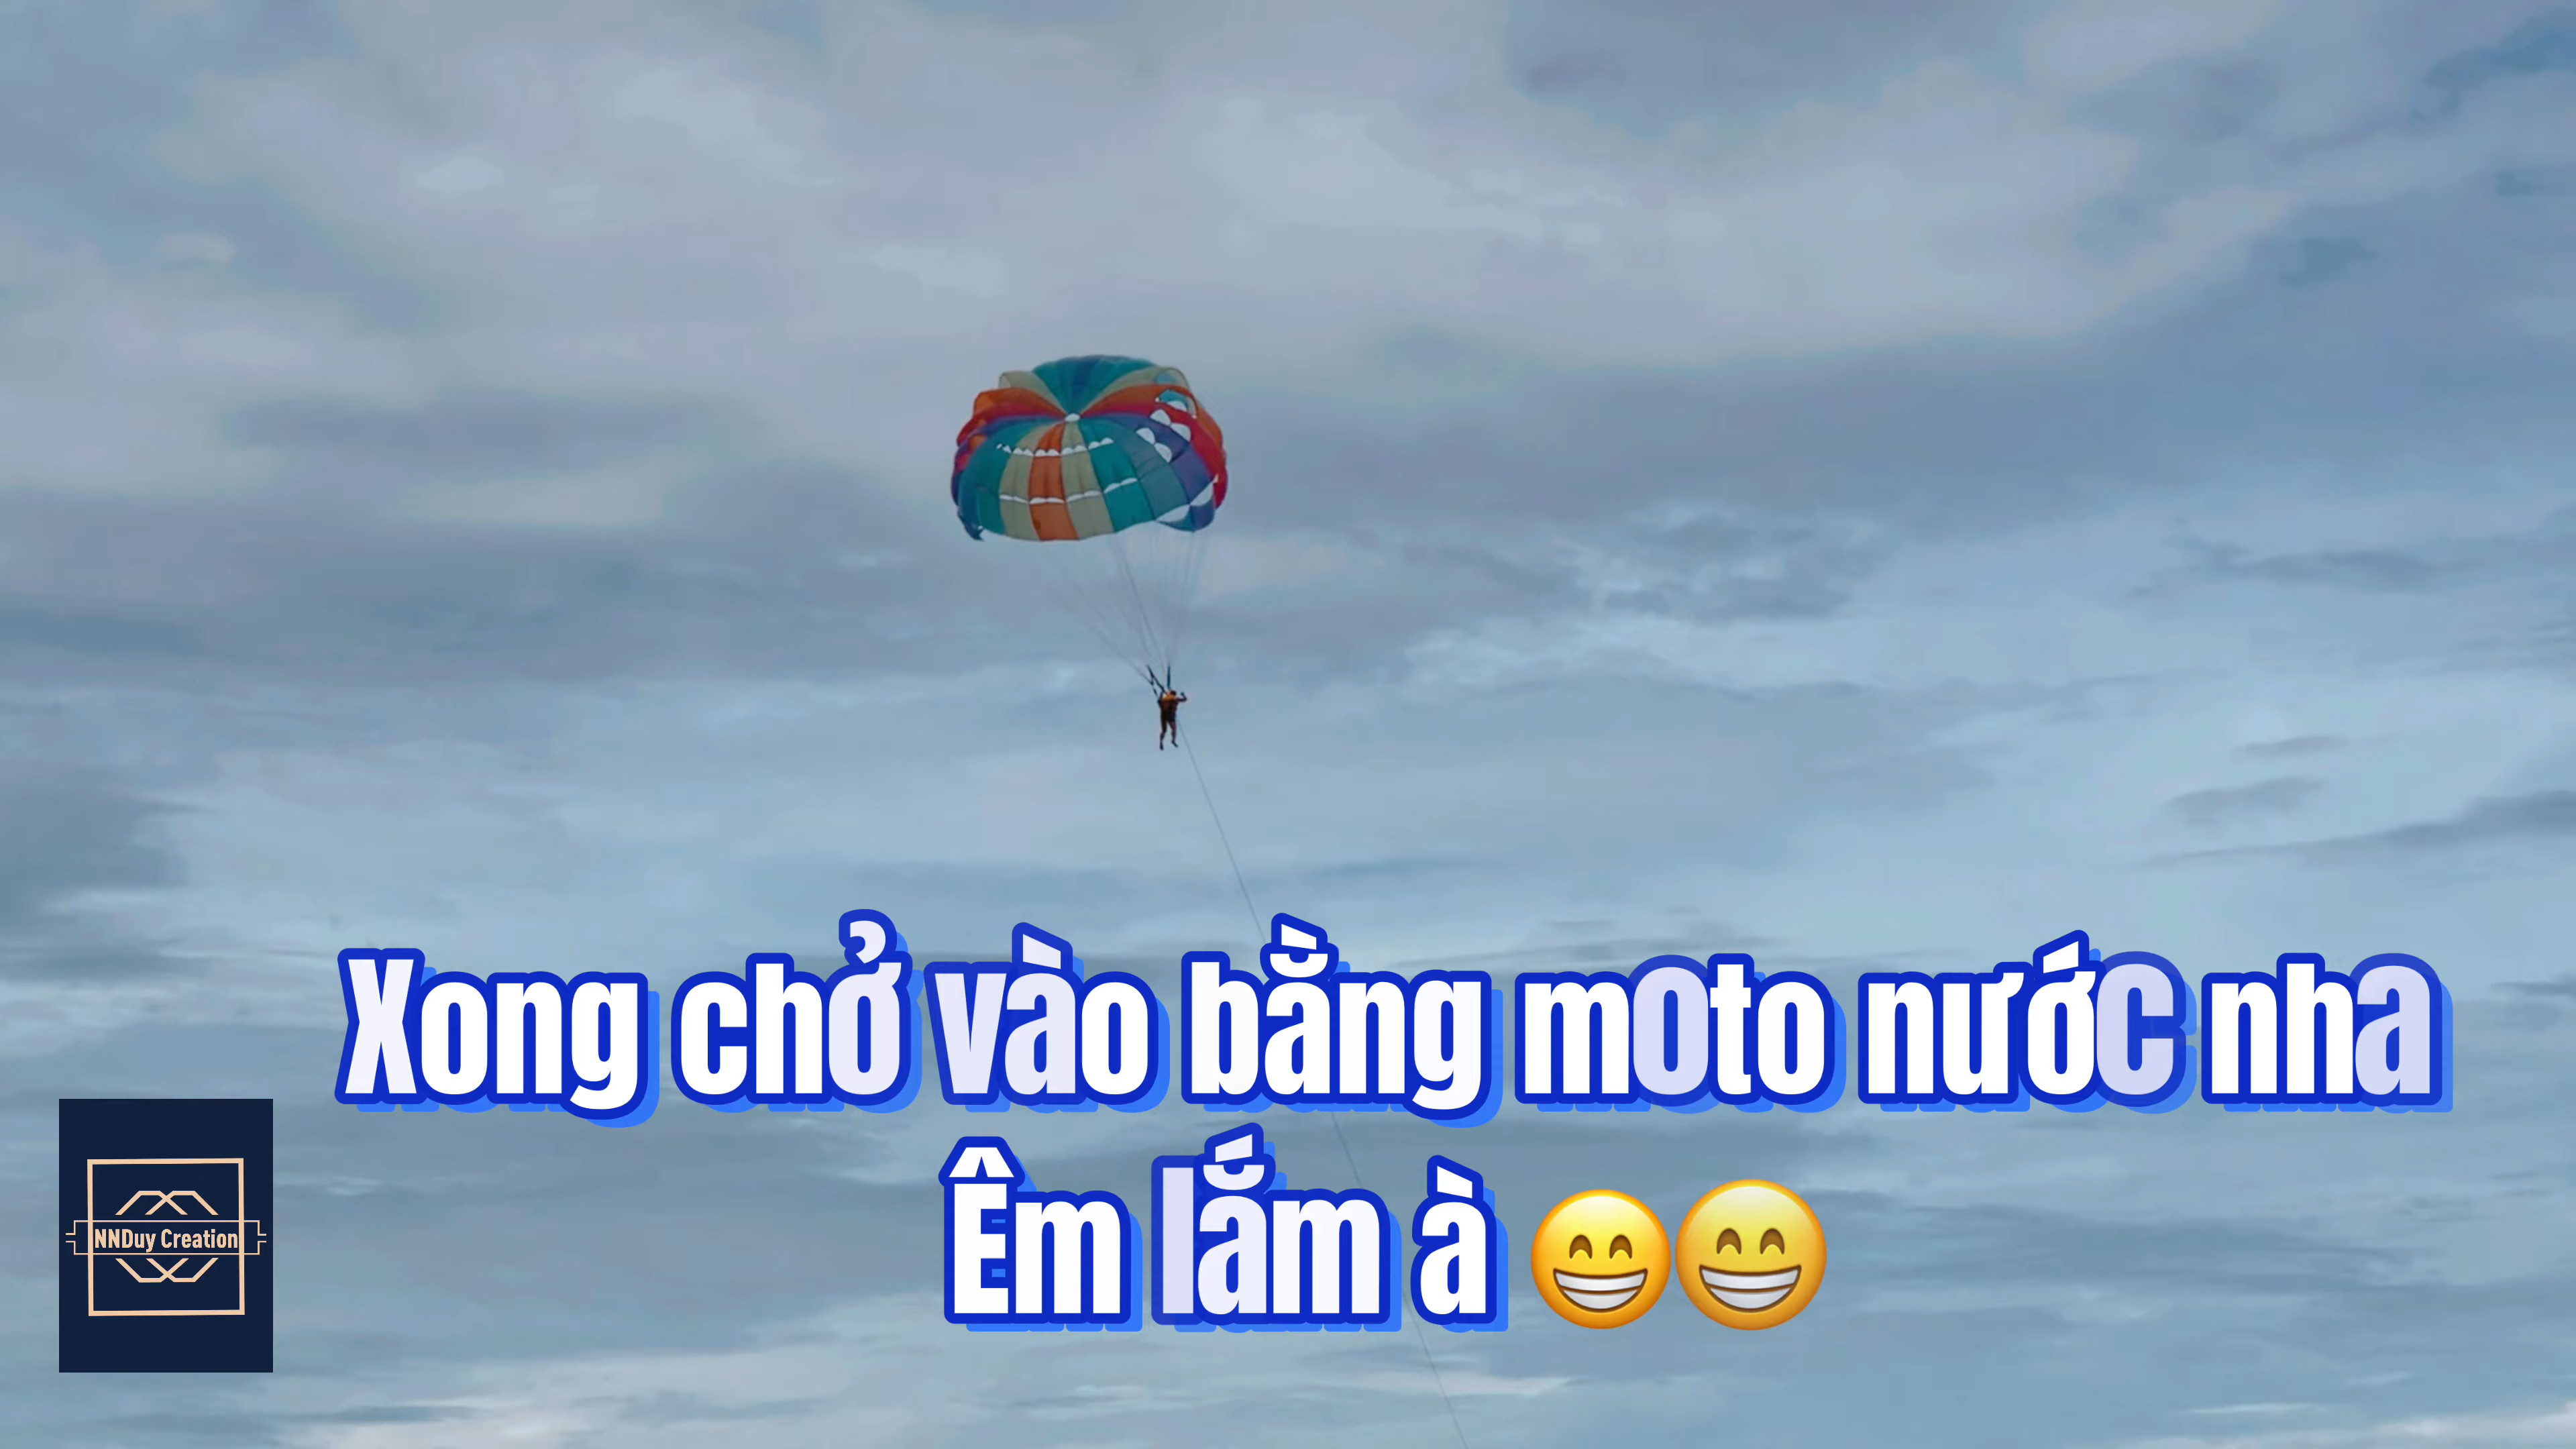 Xong chở vào bằng moto nước nha
Êm lắm à 😁😁
NNDuy Creation